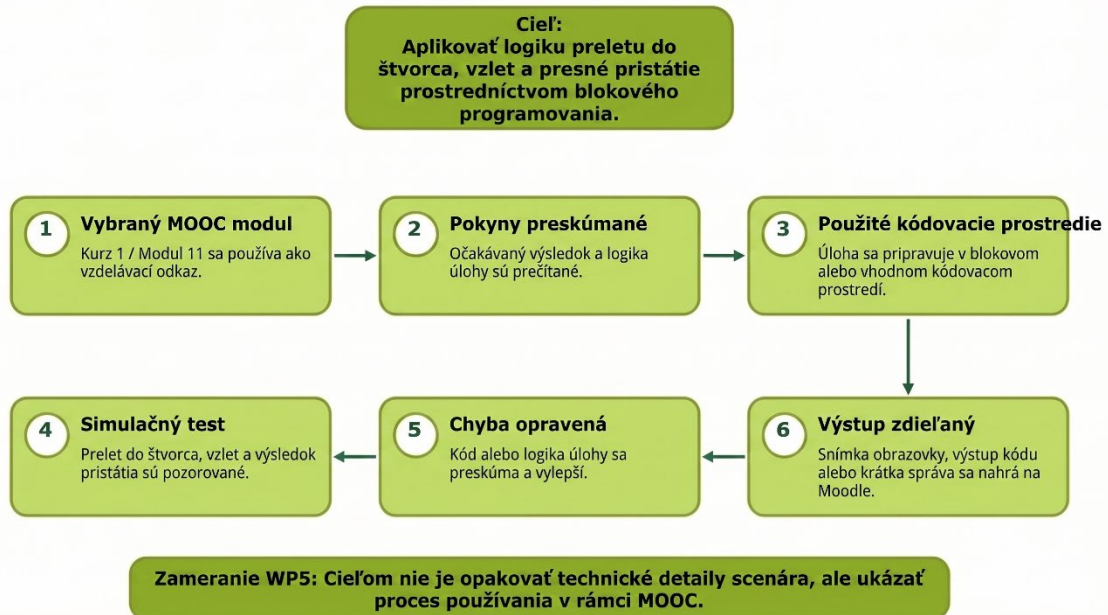 Cieľ:
Aplikovať logiku preletu do
štvorca, vzlet a presné pristátie
prostredníctvom blokového
programovania.
1
Vybraný MOOC modul
Kurz 1 / Modul 11 sa používa ako
vzdelávací odkaz.
2
Pokyny preskúmané
Očakávaný výsledok a logika
úlohy sú prečítané.
3
Použité kódovacie prostredie
Úloha sa pripravuje v blokovom
alebo vhodnom kódovacom
prostredí.
4
Simulačný test
Prelet do štvorca, vzlet a výsledok
pristátia sú pozorované.
5
Chyba opravená
Kód alebo logika úlohy sa
preskúma a vylepší.
6
Výstup zdieľaný
Snímka obrazovky, výstup kódu
alebo krátka správa sa nahrá na
Moodle.
Zameranie WP5: Cieľom nie je opakovať technické detaily scenára, ale ukázať
proces používania v rámci MOOC.